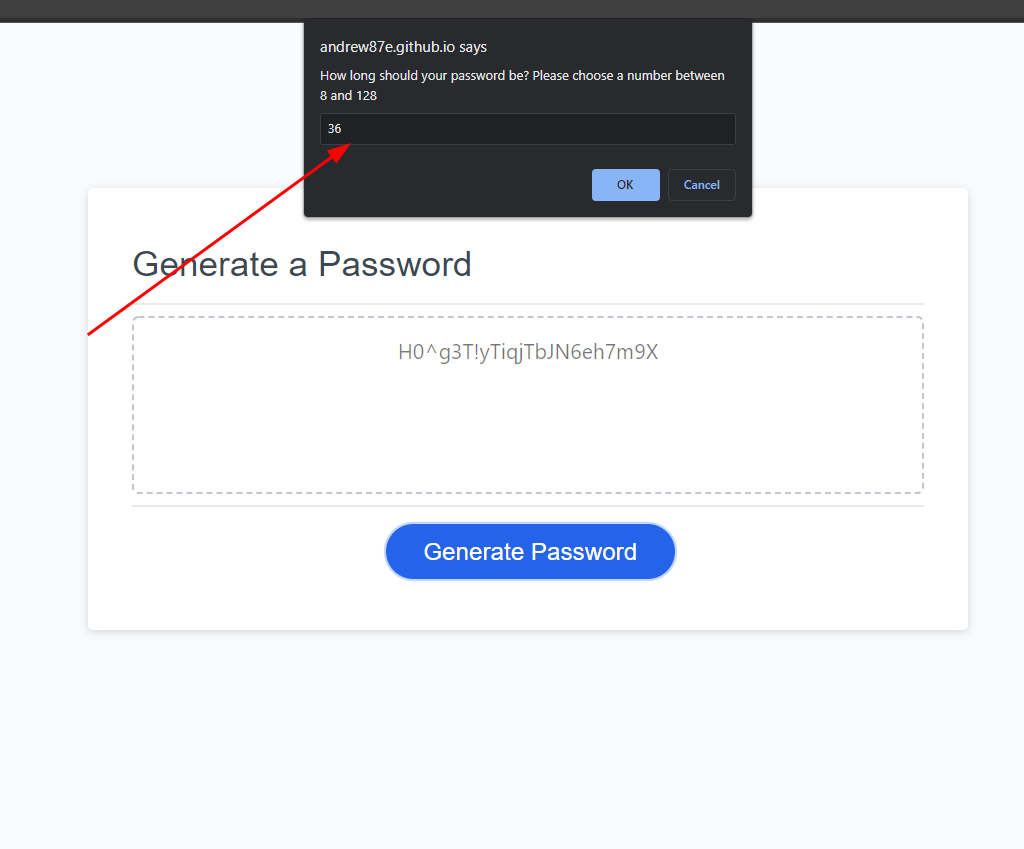 andrew87e.github.io says
How long should your password be? Please choose a number between
8 and 128
36
OK
Cancel
Generate a Password
H0^g3T!yTiqjTbJN6eh7m9X
Generate Password